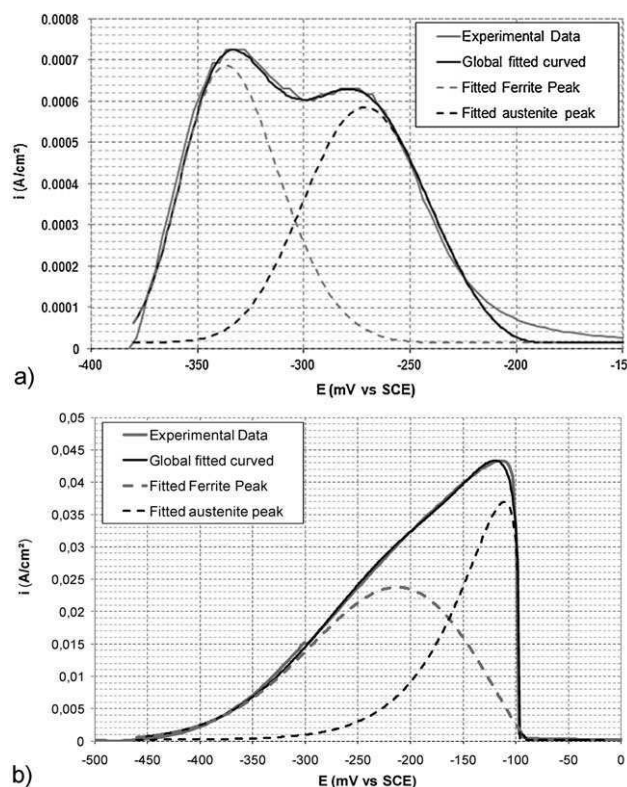 0.0008
0.0007
0.0006
0.0005
0.0004
0.0003
0.0002
0.0001
0
i (A/cm²)
Experimental Data
Global fitted curved
Fitted Ferrite Peak
Fitted austenite peak
-400 -350 -300 -250 -200 -15
E (mV vs SCE)
a)
0,05
0,045
0,04
0,035
0,03
0,025
0,02
0,015
0,01
0,005
0
i (A/cm²)
Experimental Data
Global fitted curved
Fitted Ferrite Peak
Fitted austenite peak
-500 -450 -400 -350 -300 -250 -200 -150 -100 -50 0
E (mV vs SCE)
b)